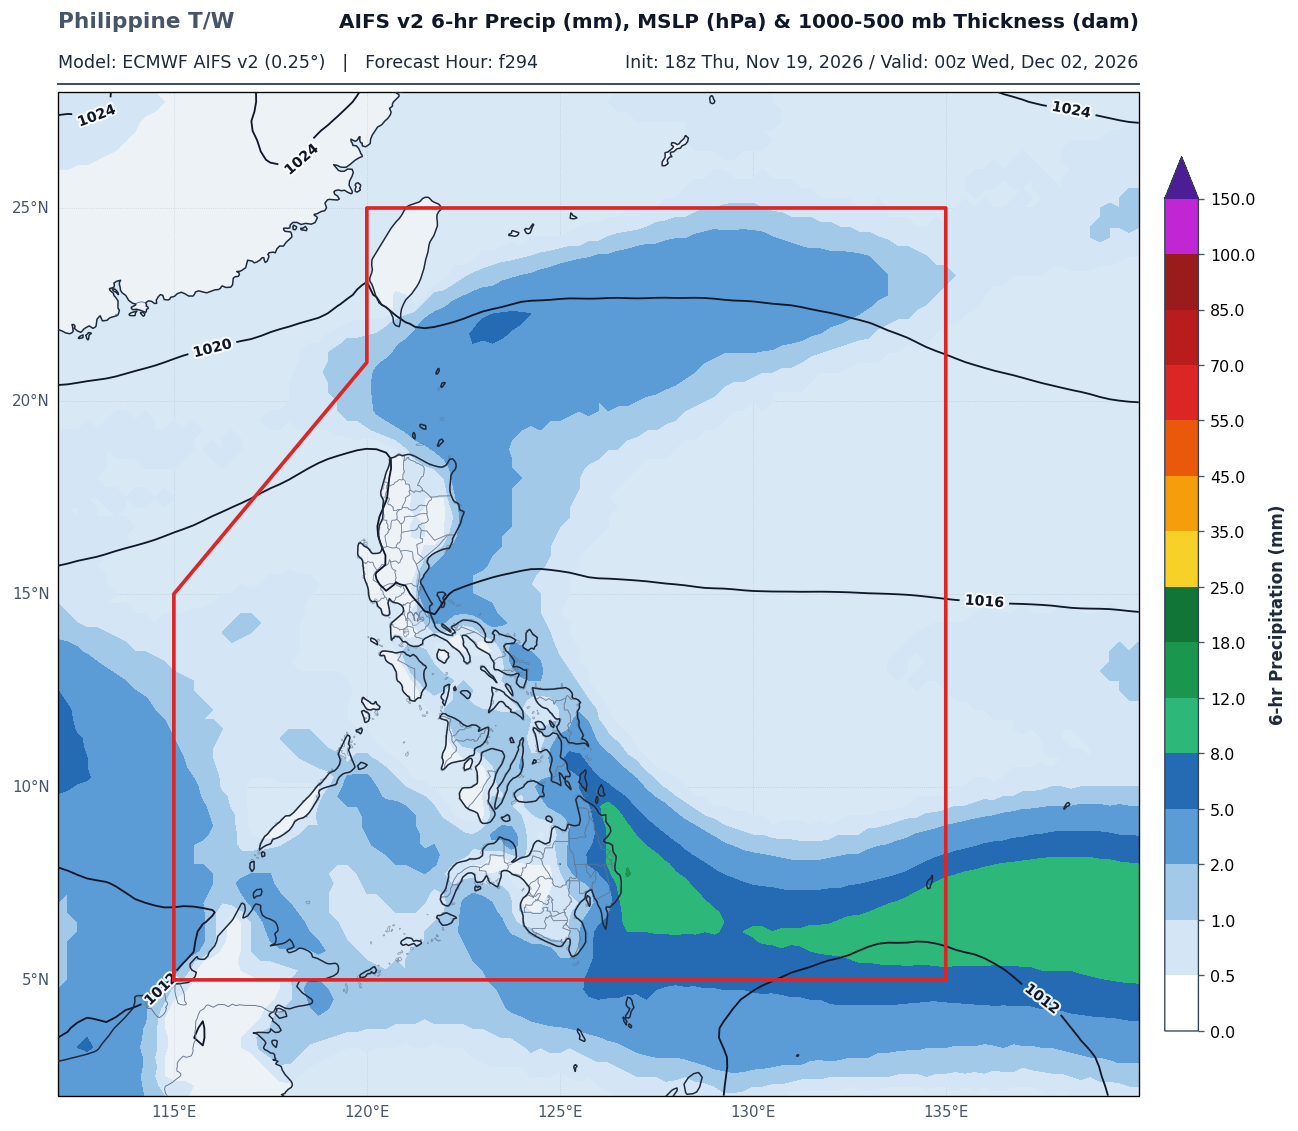 Philippine T/W
AIFS v2 6-hr Precip (mm), MSLP (hPa) & 1000-500 mb Thickness (dam)
Model: ECMWF AIFS v2 (0.25°)   |   Forecast Hour: f294
Init: 18z Thu, Nov 19, 2026 / Valid: 00z Wed, Dec 02, 2026
1024
1024
1024
1020
1016
1012
1012
25°N
20°N
15°N
10°N
5°N
115°E
120°E
125°E
130°E
135°E
150.0
100.0
85.0
70.0
55.0
45.0
35.0
25.0
18.0
12.0
8.0
5.0
2.0
1.0
0.5
0.0
6-hr Precipitation (mm)